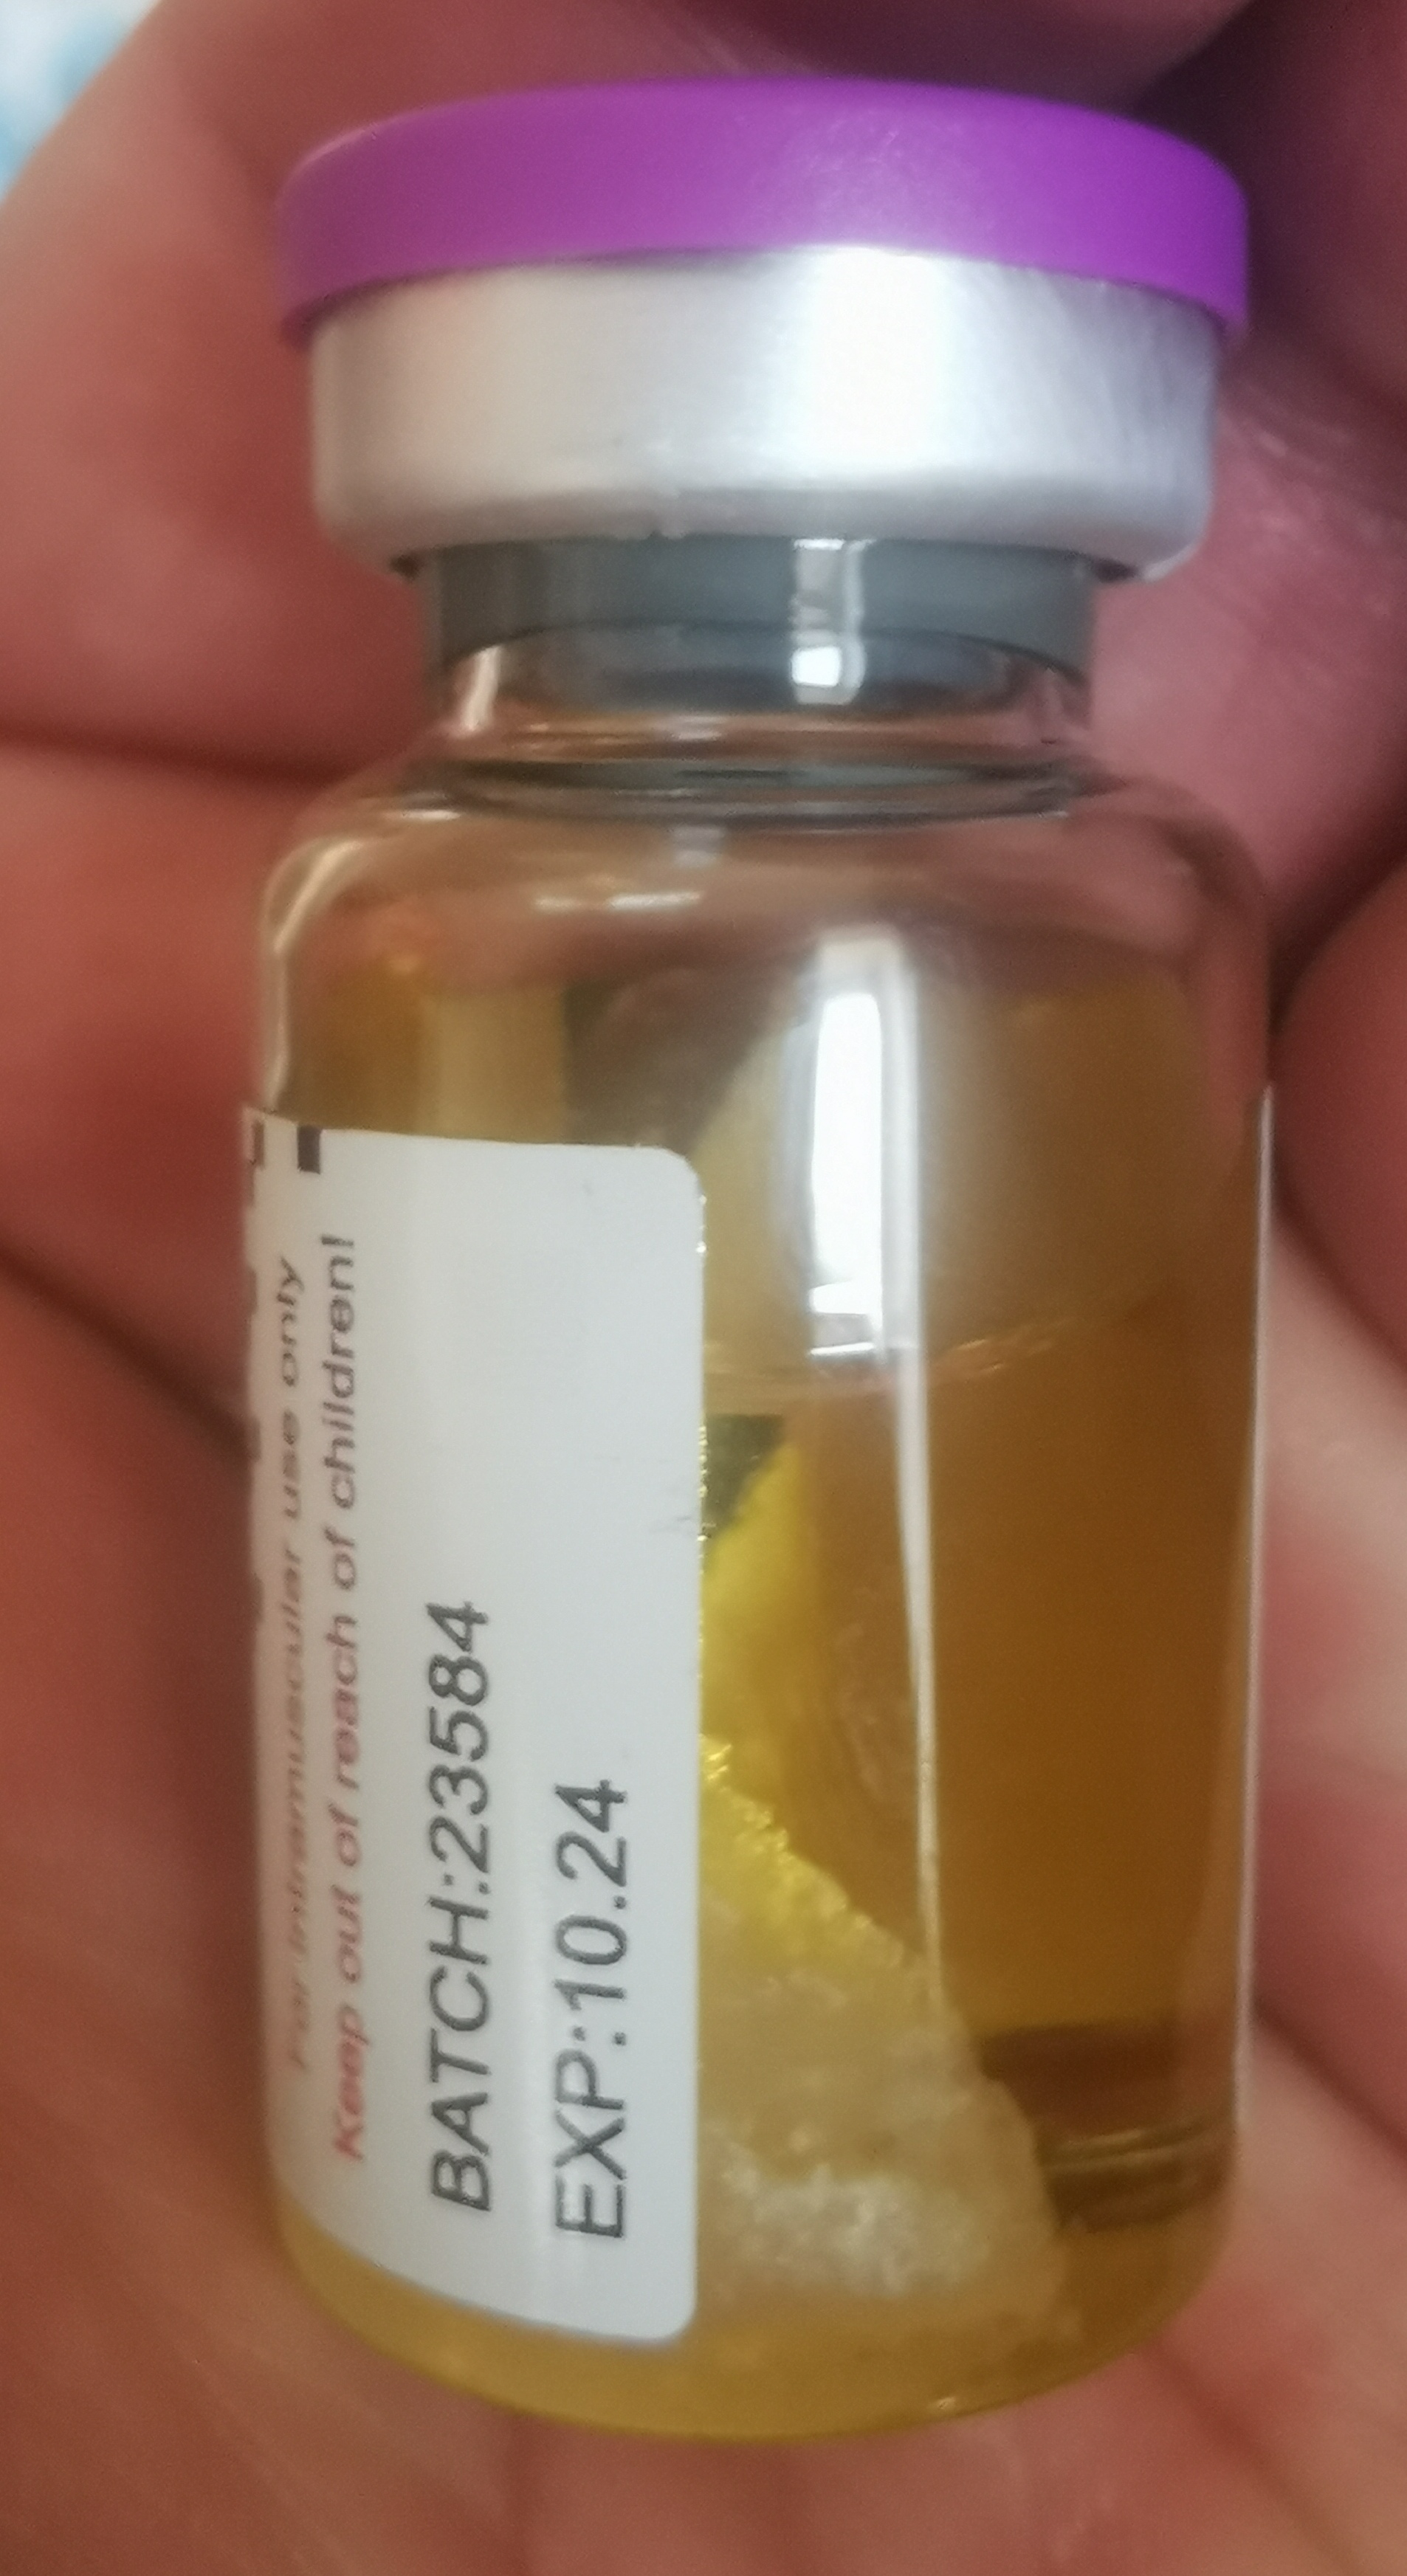 For intramuscular use only
Keep out of reach of children!
BATCH:23584
EXP:10.24